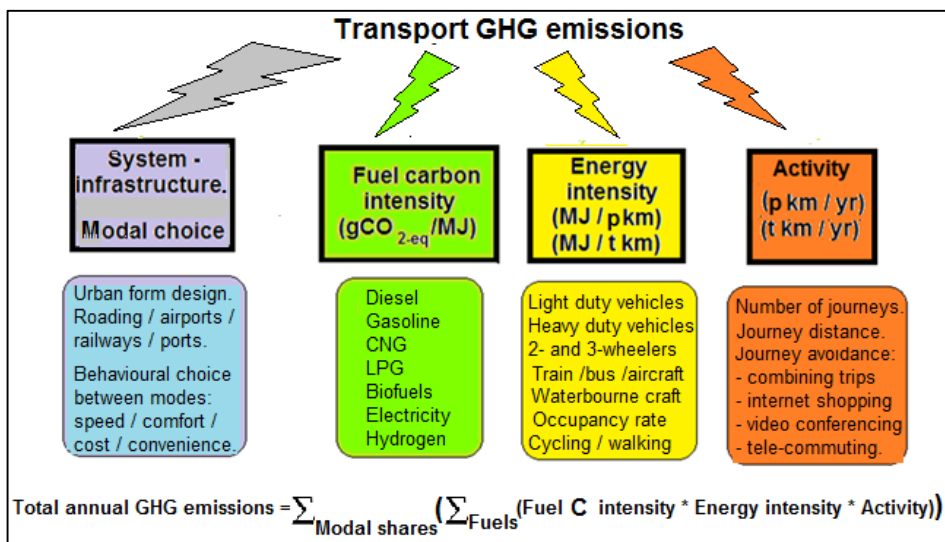 Transport GHG emissions
System -
infrastructure.
Modal choice
Urban form design.
Roading / airports /
railways / ports.
Behavioural choice
between modes:
speed / comfort /
cost / convenience.
Fuel carbon
intensity
(gCO2-eq/MJ)
Diesel
Gasoline
CNG
LPG
Biofuels
Electricity
Hydrogen
Energy
intensity
(MJ / p km)
(MJ / t km)
Light duty vehicles
Heavy duty vehicles
2- and 3-wheelers
Train /bus /aircraft
Waterbourne craft
Occupancy rate
Cycling / walking
Activity
(p km / yr)
(t km / yr)
Number of journeys.
Journey distance.
Journey avoidance:
- combining trips
- internet shopping
- video conferencing
- tele-commuting.
Total annual GHG emissions = ∑Modal shares (∑Fuels (Fuel C intensity * Energy intensity * Activity))